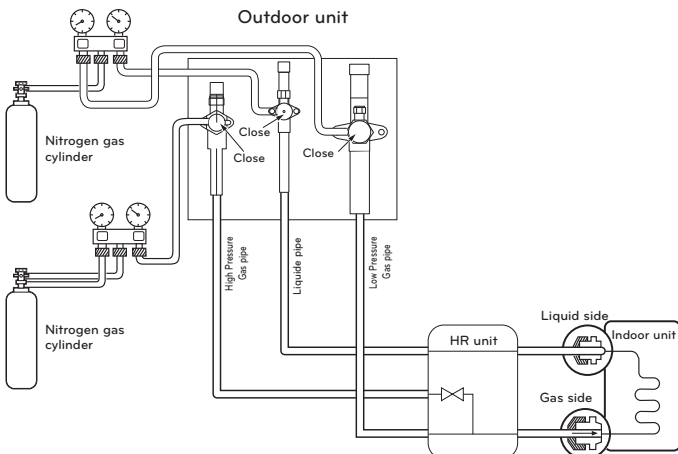 Outdoor unit
Nitrogen gas
cylinder
Close
Close
Close
Nitrogen gas
cylinder
High Pressure
Gas pipe
Liquide pipe
Low Pressure
Gas pipe
HR unit
Liquid side
Indoor unit
Gas side